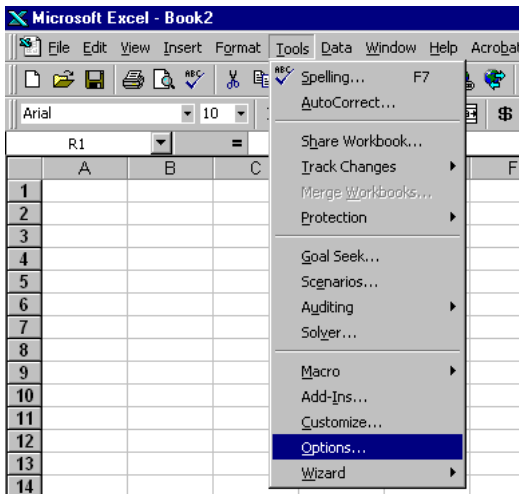 Microsoft Excel - Book2
File Edit View Insert Format Tools Data Window Help Acrobat
ABC ABC Spelling... F7
Arial 10 $
AutoCorrect...
R1 =
Share Workbook...
A B C F
Track Changes
1
Merge Workbooks...
2
Protection
3
4
Goal Seek...
5
Scenarios...
6
Auditing
7
Solver...
8
9
Macro
10
Add-Ins...
11
Customize...
12
Options...
13
Wizard
14